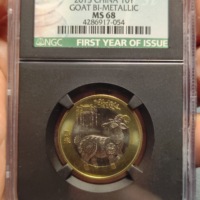 2015 CHINA 10Y
GOAT BI-METALLIC
MS 68
4286917-054
NGC
FIRST YEAR OF ISSUE